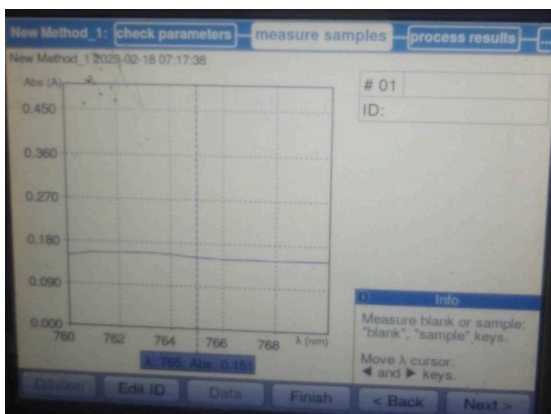 New Method_1: check parameters measure samples process results ...
New Method_1 2023-02-18 07:17:38
Abs (A)
0.450
0.360
0.270
0.180
0.090
0.000
760 762 764 766 768 λ (nm)
λ: 765; Abs.: 0.151
# 01
ID:
Info
Measure blank or sample:
"blank", "sample" keys.
Move λ cursor:
◄ and ► keys.
Dilution Edit ID Data Finish < Back Next >